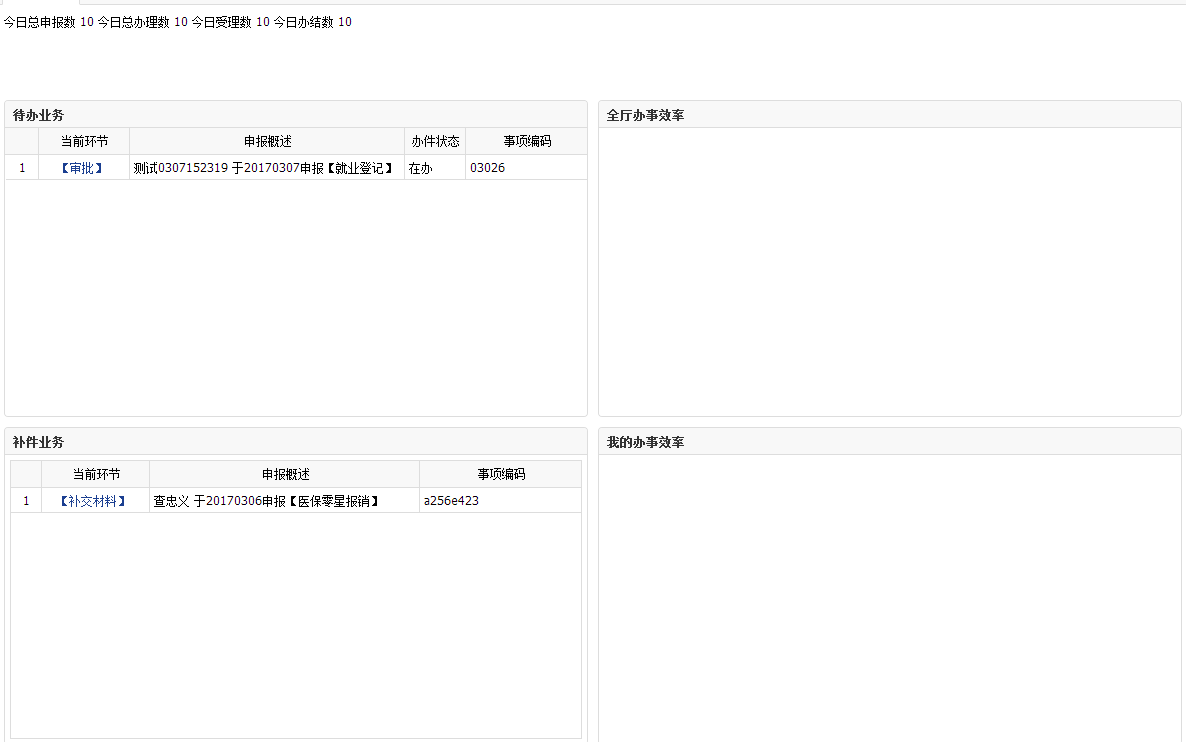 今日总申报数 10 今日总办理数 10 今日受理数 10 今日办结数 10
待办业务
当前环节 申报概述 办件状态 事项编码
1 【审批】 测试0307152319 于20170307申报【就业登记】 在办 03026
全厅办事效率
补件业务
当前环节 申报概述 事项编码
1 【补交材料】 查忠义 于20170306申报【医保零星报销】 a256e423
我的办事效率